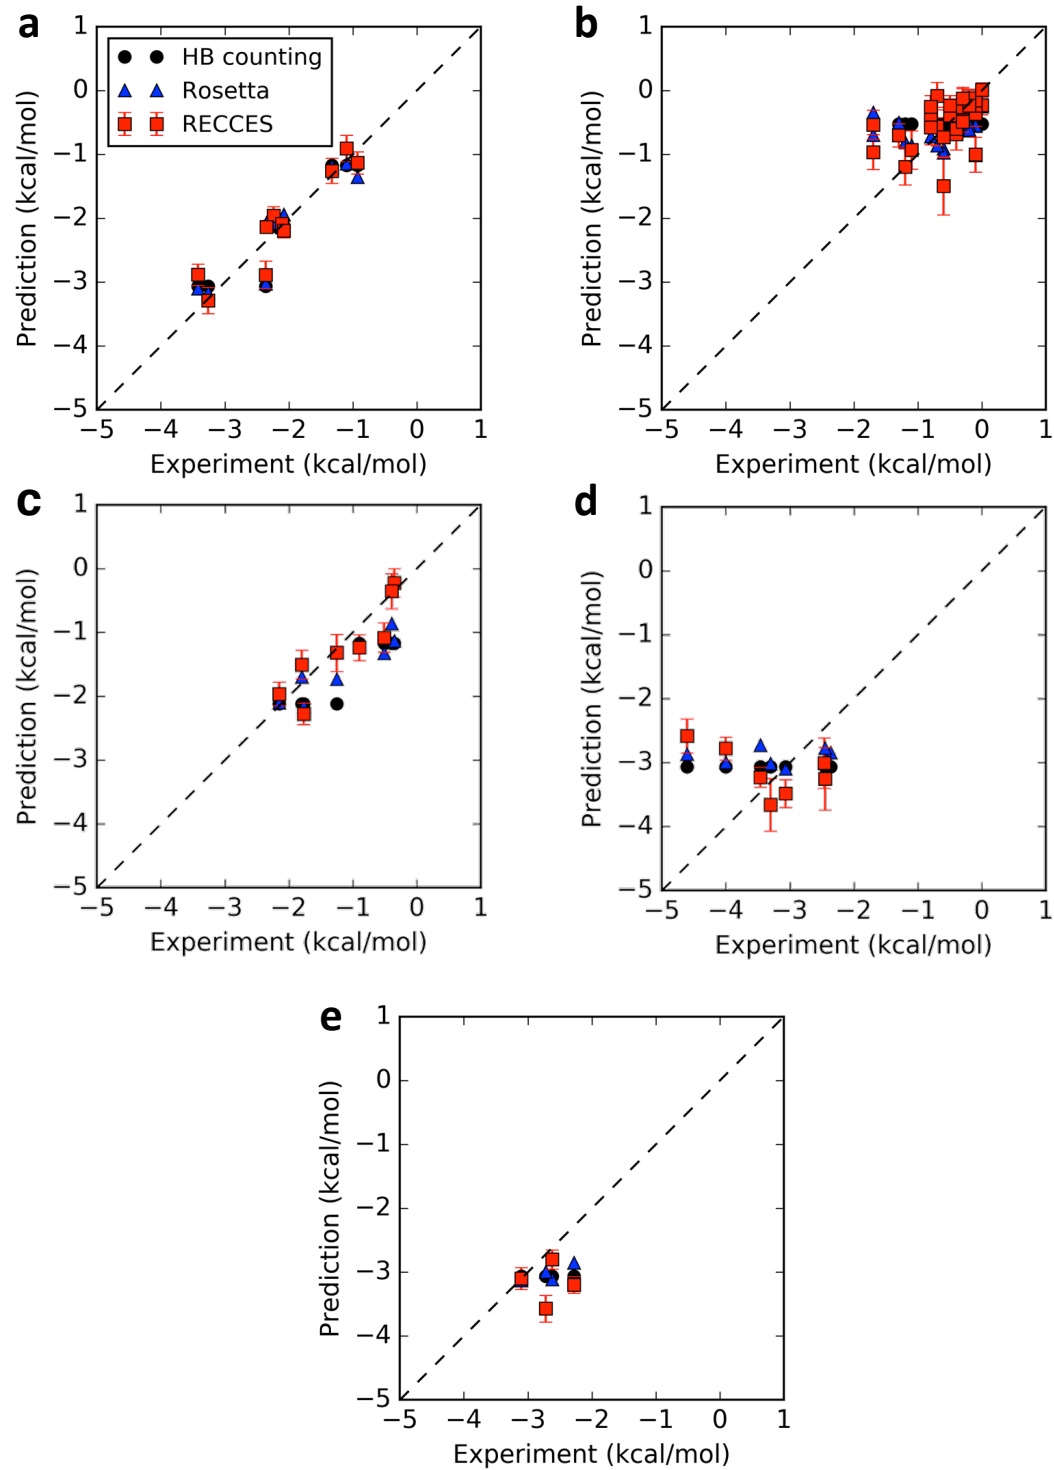 a
1
0
−1
−2
−3
−4
−5
Prediction (kcal/mol)
HB counting
Rosetta
RECCES
−5 −4 −3 −2 −1 0 1
Experiment (kcal/mol)
b
1
0
−1
−2
−3
−4
−5
Prediction (kcal/mol)
−5 −4 −3 −2 −1 0 1
Experiment (kcal/mol)
c
1
0
−1
−2
−3
−4
−5
Prediction (kcal/mol)
−5 −4 −3 −2 −1 0 1
Experiment (kcal/mol)
d
1
0
−1
−2
−3
−4
−5
Prediction (kcal/mol)
−5 −4 −3 −2 −1 0 1
Experiment (kcal/mol)
e
1
0
−1
−2
−3
−4
−5
Prediction (kcal/mol)
−5 −4 −3 −2 −1 0 1
Experiment (kcal/mol)